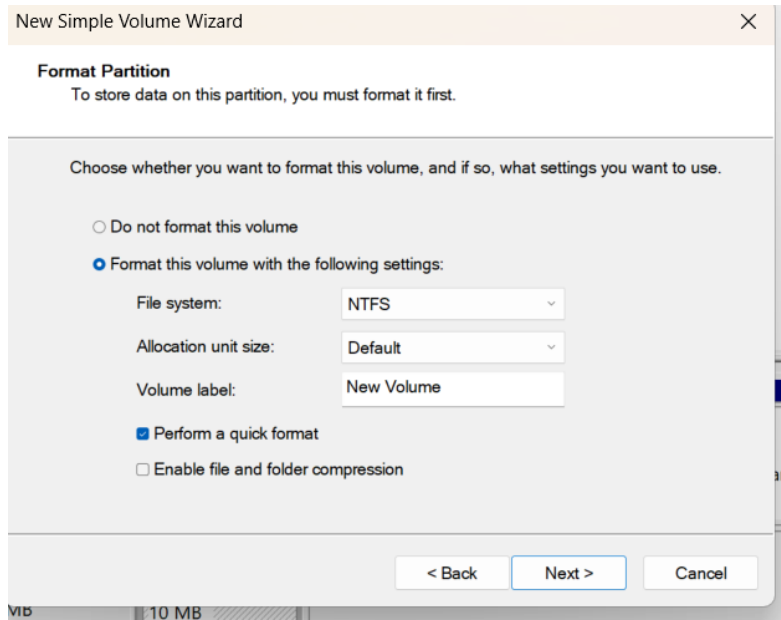 New Simple Volume Wizard
Format Partition
To store data on this partition, you must format it first.
Choose whether you want to format this volume, and if so, what settings you want to use.
Do not format this volume
Format this volume with the following settings:
File system: NTFS
Allocation unit size: Default
Volume label: New Volume
Perform a quick format
Enable file and folder compression
< Back Next > Cancel
MB 10 MB